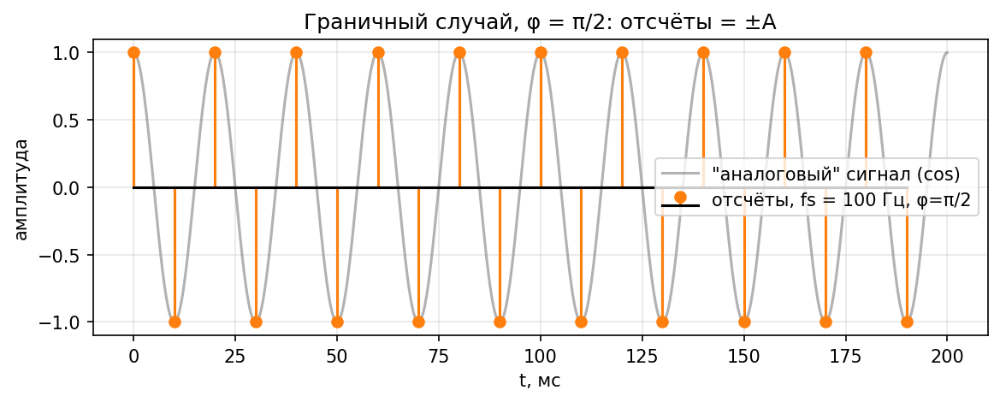 Граничный случай, φ = π/2: отсчёты = ±A
1.0
0.5
0.0
−0.5
−1.0
амплитуда
"аналоговый" сигнал (cos)
отсчёты, fs = 100 Гц, φ=π/2
0 25 50 75 100 125 150 175 200
t, мс